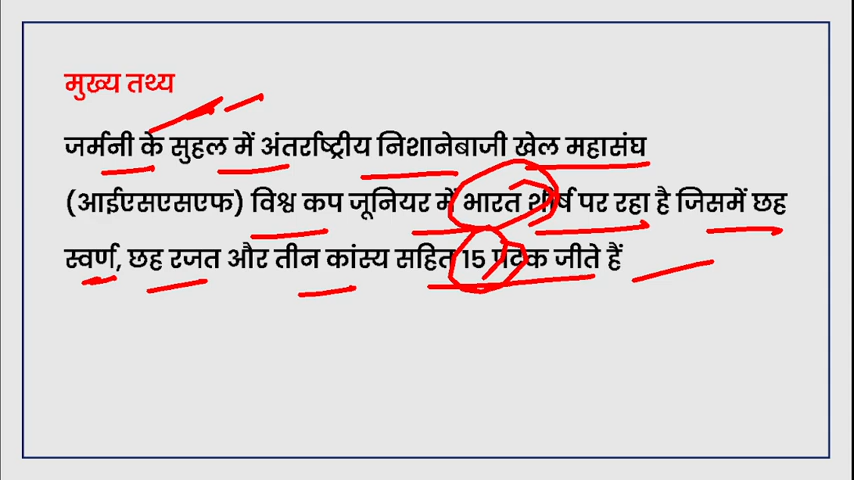 मुख्य तथ्य
जर्मनी के सुहल में अंतर्राष्ट्रीय निशानेबाजी खेल महासंघ
(आईएसएसएफ) विश्व कप जूनियर में भारत शीर्ष पर रहा है जिसमें छह
स्वर्ण, छह रजत और तीन कांस्य सहित 15 पदक जीते हैं